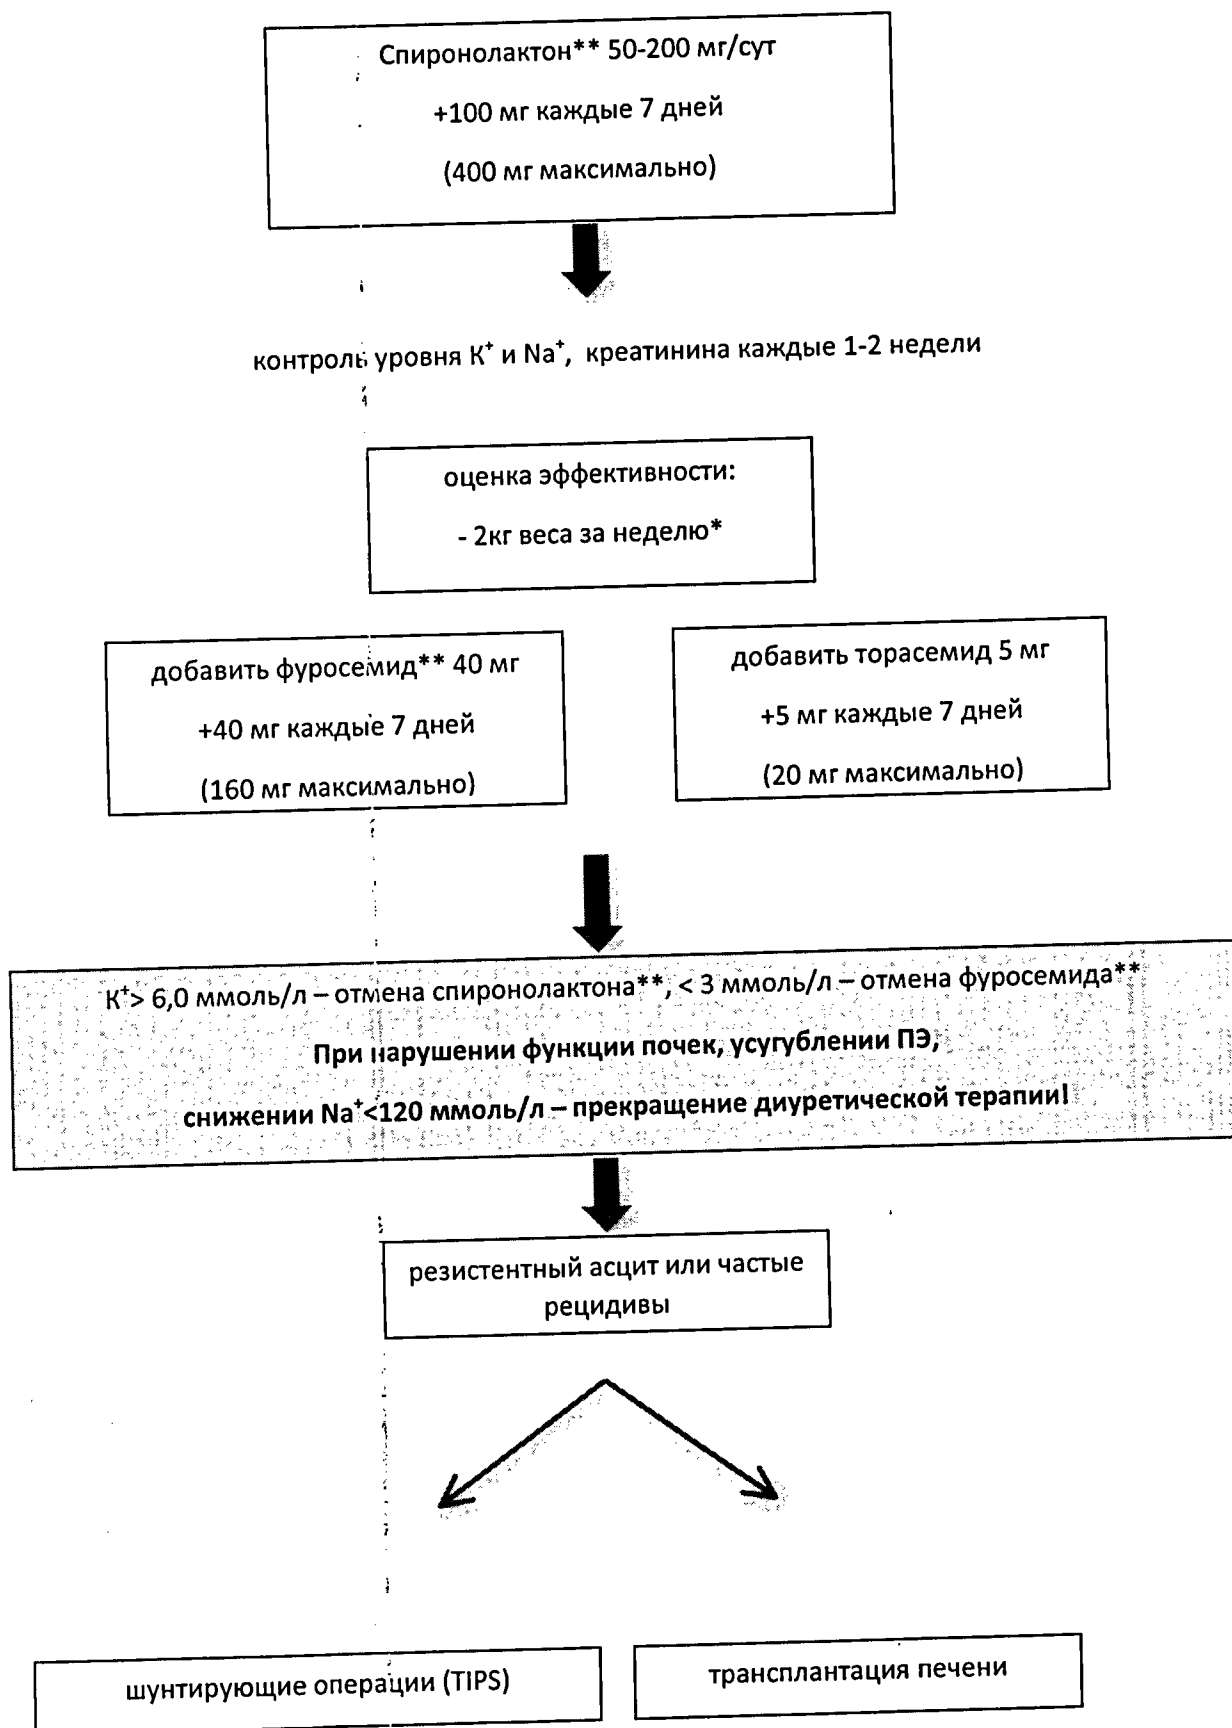 Спиронолактон** 50-200 мг/сут
+100 мг каждые 7 дней
(400 мг максимально)
контроль уровня K⁺ и Na⁺, креатинина каждые 1-2 недели
оценка эффективности:
- 2кг веса за неделю*
добавить фуросемид** 40 мг
+40 мг каждые 7 дней
(160 мг максимально)
добавить торасемид 5 мг
+5 мг каждые 7 дней
(20 мг максимально)
K⁺> 6,0 ммоль/л – отмена спиронолактона**, < 3 ммоль/л – отмена фуросемида**
При нарушении функции почек, усугублении ПЭ,
снижении Na⁺<120 ммоль/л – прекращение диуретической терапии!
резистентный асцит или частые
рецидивы
шунтирующие операции (TIPS)
трансплантация печени